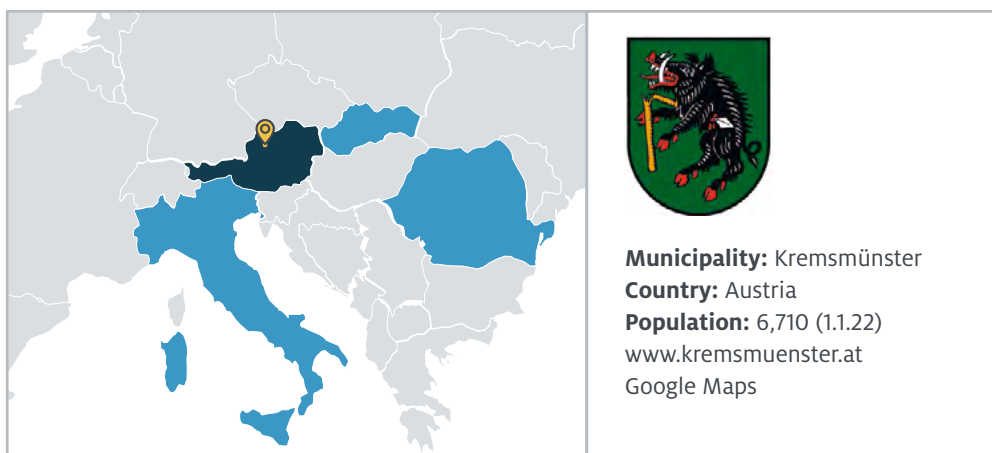 Municipality: Kremsmünster
Country: Austria
Population: 6,710 (1.1.22)
www.kremsmuenster.at
Google Maps